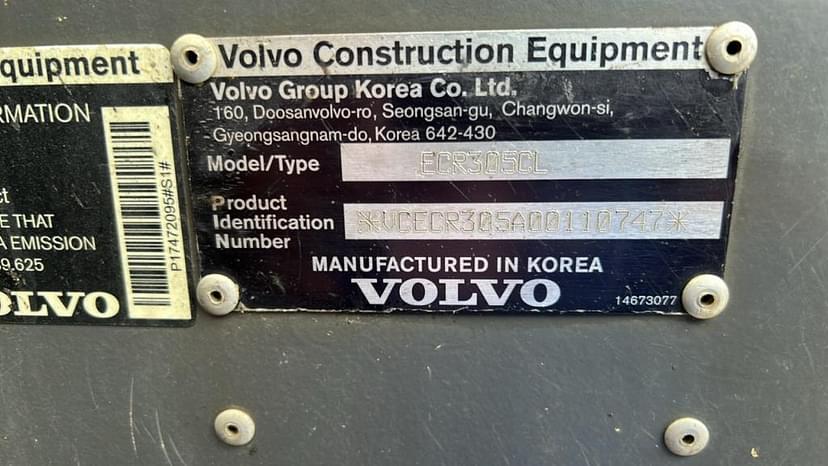 quipment
RMATION
ct
E THAT
A EMISSION
9.625
OLVO
P17472095#S1#
Volvo Construction Equipment
Volvo Group Korea Co. Ltd.
160, Doosanvolvo-ro, Seongsan-gu, Changwon-si,
Gyeongsangnam-do, Korea 642-430
Model/Type ECR305CL
Product
Identification *VCECR305A00110747*
Number
MANUFACTURED IN KOREA
VOLVO
14673077